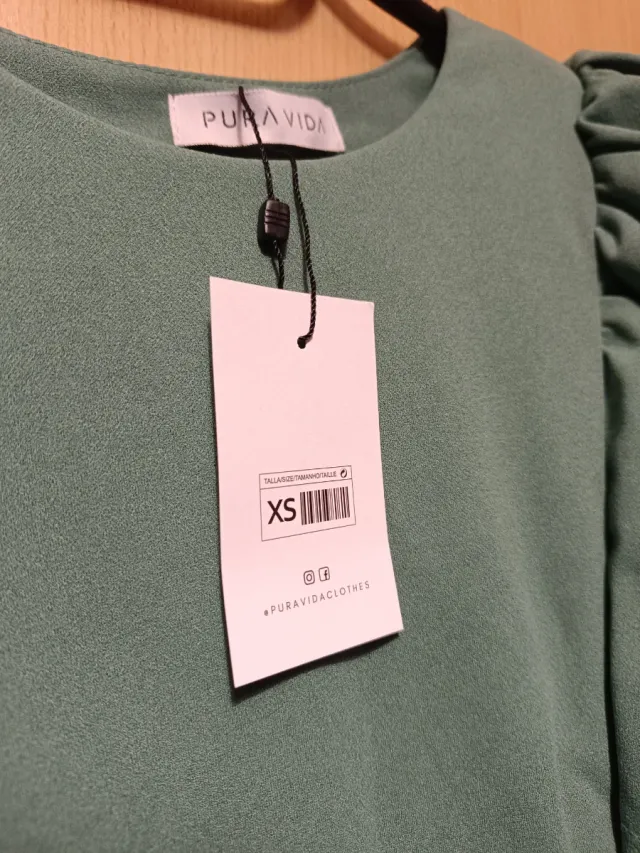 PURA VIDA
TALLA/SIZE/TAMANHO/TAILLE
XS
@PURAVIDACLOTHES